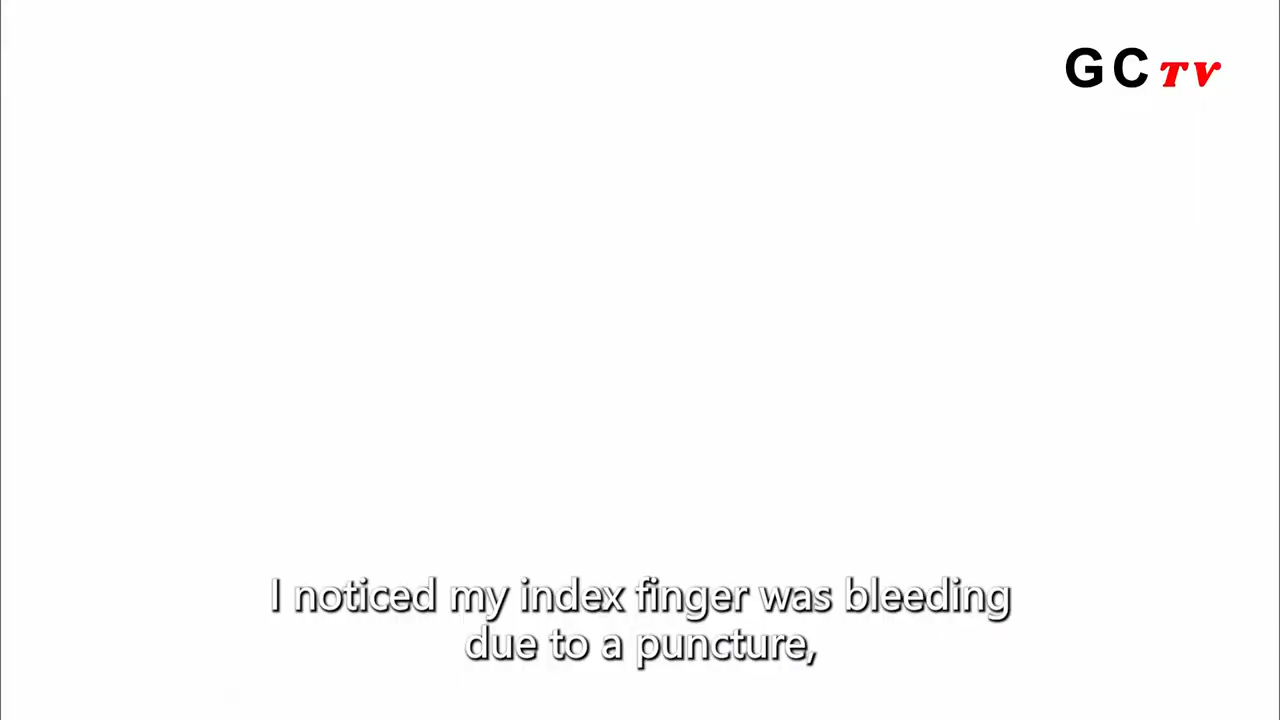 GCTV
I noticed my index finger was bleeding
due to a puncture,